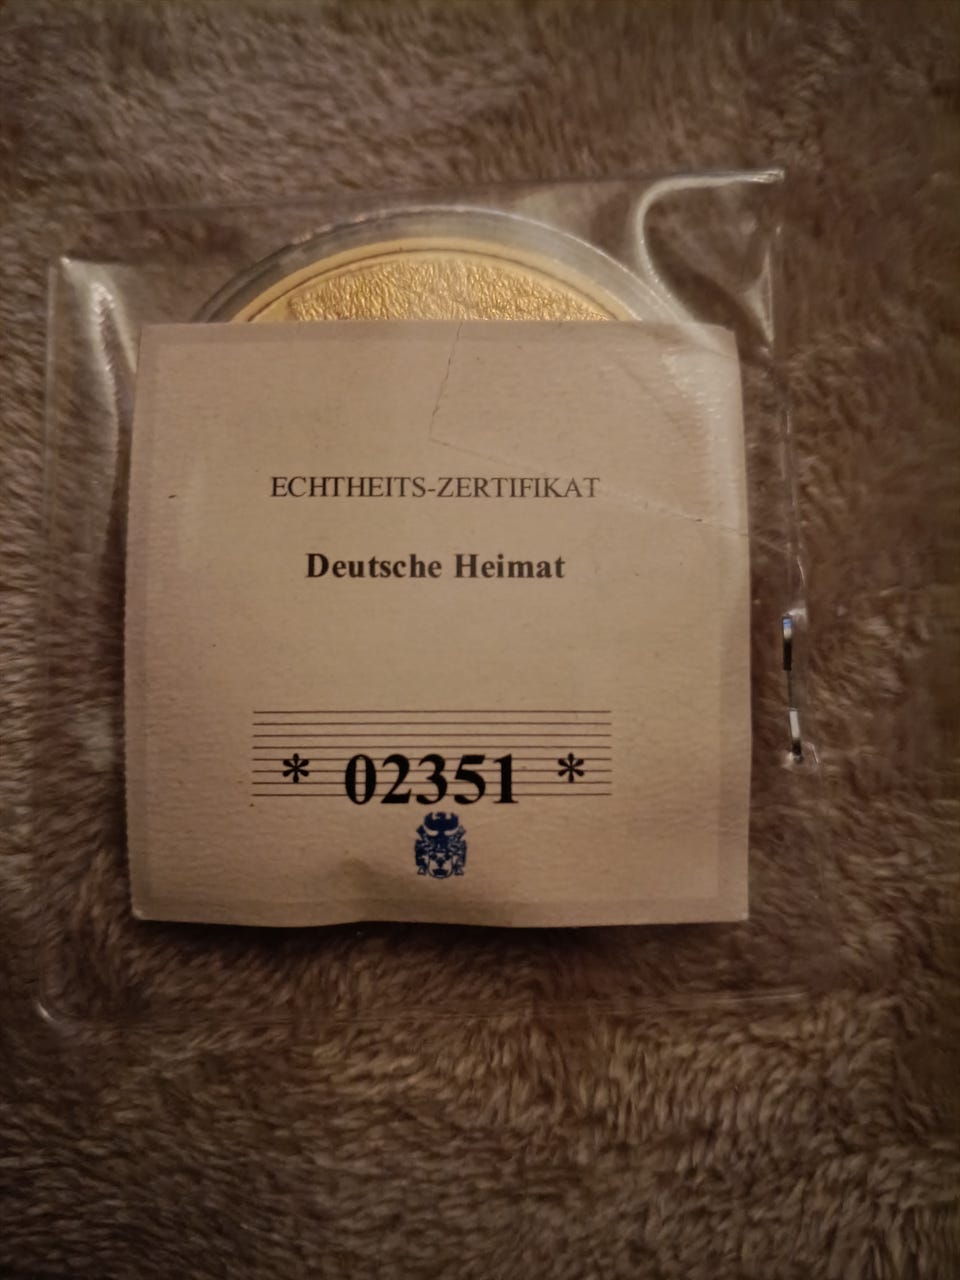 ECHTHEITS-ZERTIFIKAT
Deutsche Heimat
* 02351 *